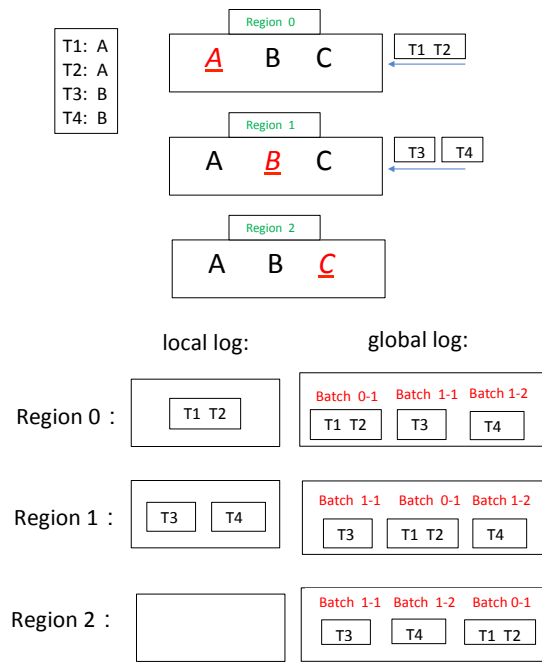 Region 0
T1: A
T2: A
T3: B
T4: B
A B C
T1 T2
Region 1
A B C
T3 T4
Region 2
A B C
local log: global log:
Region 0：
T1 T2
Batch 0-1 Batch 1-1 Batch 1-2
T1 T2 T3 T4
Region 1：
T3 T4
Batch 1-1 Batch 0-1 Batch 1-2
T3 T1 T2 T4
Region 2：
Batch 1-1 Batch 1-2 Batch 0-1
T3 T4 T1 T2